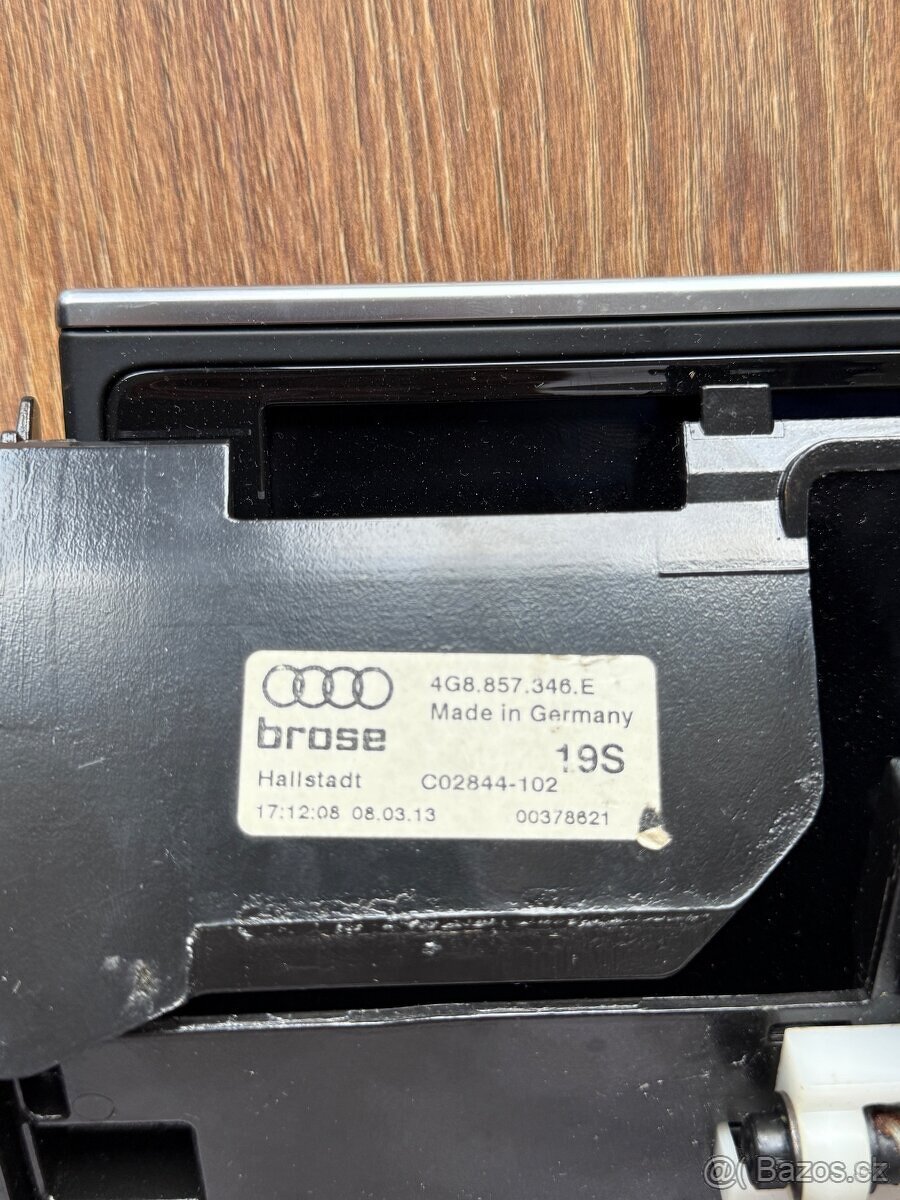 4G8.857.346.E
Made in Germany
brose
19S
Hallstadt C02844-102
17:12:08 08.03.13 00378621
@Bazos.cz